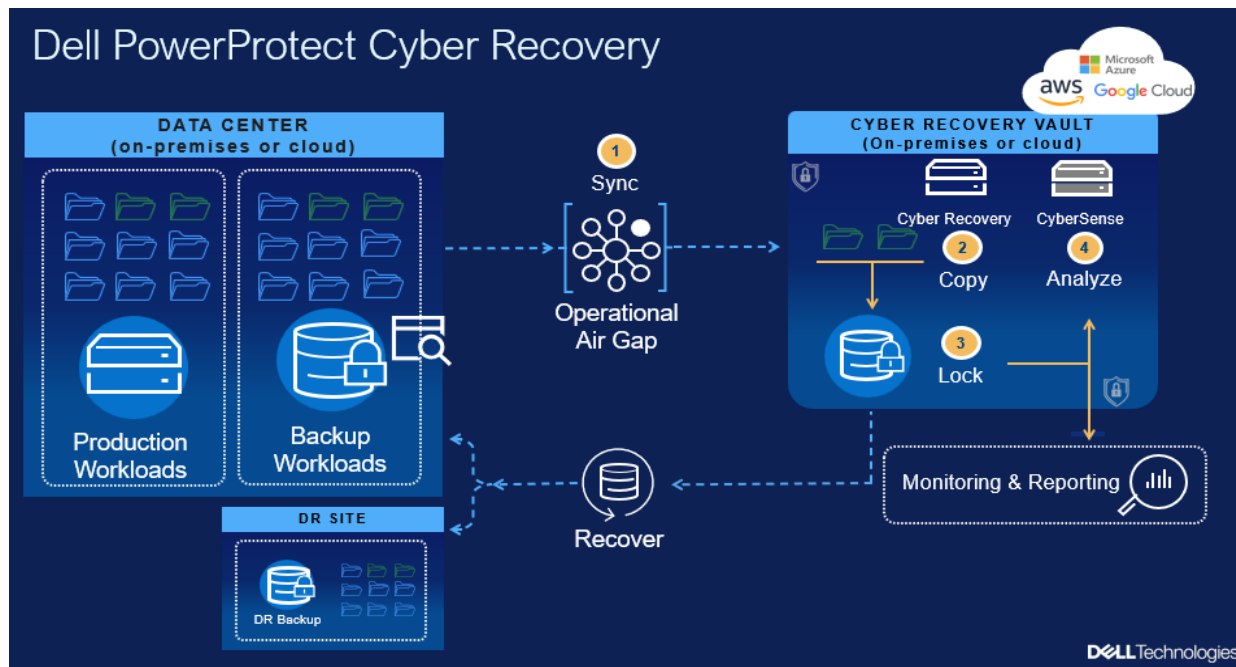 Dell PowerProtect Cyber Recovery
Microsoft
Azure
aws
Google Cloud
DATA CENTER
(on-premises or cloud)
Production
Workloads
Backup
Workloads
1
Sync
Operational
Air Gap
CYBER RECOVERY VAULT
(On-premises or cloud)
Cyber Recovery
2
Copy
CyberSense
4
Analyze
3
Lock
Monitoring & Reporting
Recover
DR SITE
DR Backup
DELLTechnologies